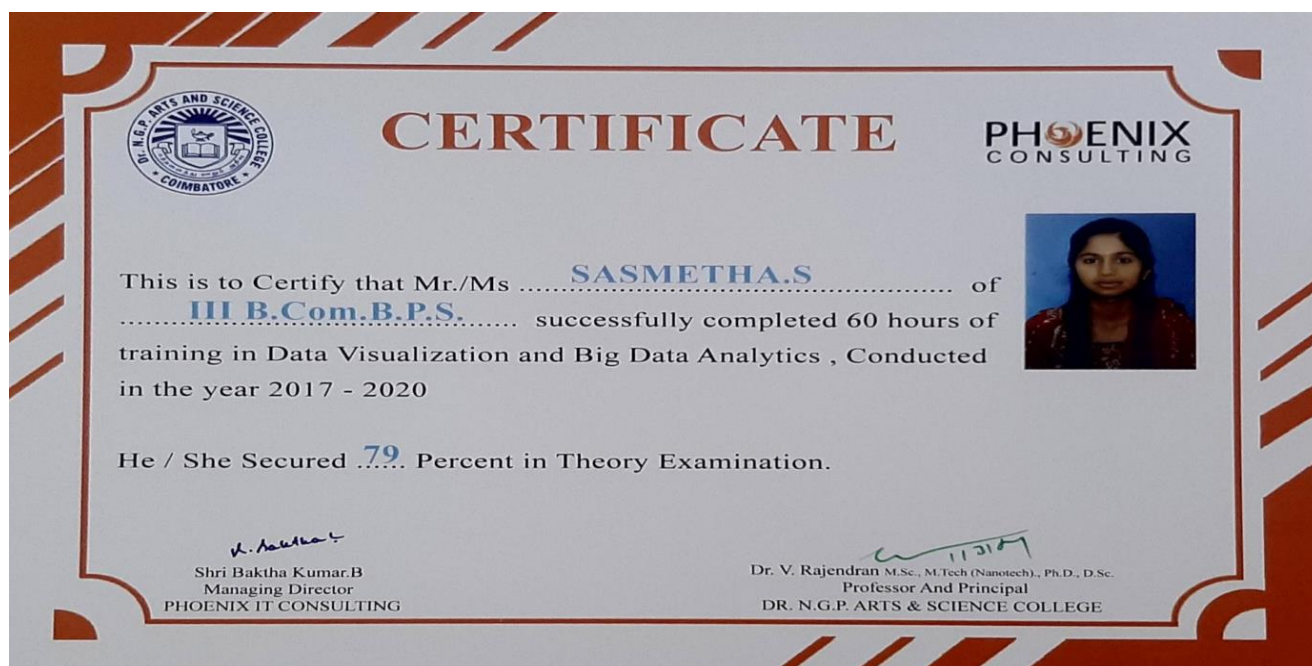 Dr. N.G.P. ARTS AND SCIENCE COLLEGE
* COIMBATORE *
CERTIFICATE
PHOENIX
CONSULTING
This is to Certify that Mr./Ms ...... SASMETHA.S ...................... of
......... III B.Com.B.P.S. ....... successfully completed 60 hours of
training in Data Visualization and Big Data Analytics , Conducted
in the year 2017 - 2020
He / She Secured .79.. Percent in Theory Examination.
Shri Baktha Kumar.B
Managing Director
PHOENIX IT CONSULTING
Dr. V. Rajendran M.Sc., M.Tech (Nanotech)., Ph.D., D.Sc.
Professor And Principal
DR. N.G.P. ARTS & SCIENCE COLLEGE